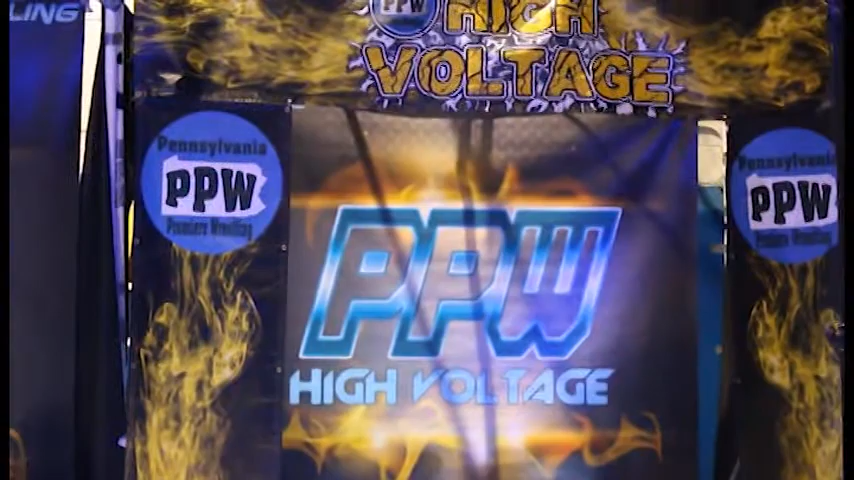 LING
PPW
HIGH
VOLTAGE
Pennsylvania
PPW
Premiere Wrestling
PPW
HIGH VOLTAGE
Pennsylvania
PPW
Premiere Wrestling